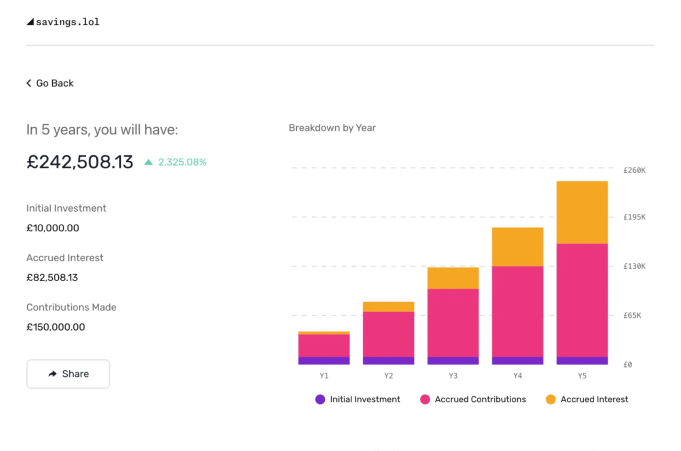 savings.lol
Go Back
In 5 years, you will have:
£242,508.13 2,325.08%
Initial Investment
£10,000.00
Accrued Interest
£82,508.13
Contributions Made
£150,000.00
Share
Breakdown by Year
£260K
£195K
£130K
£65K
£0
Y1 Y2 Y3 Y4 Y5
Initial Investment Accrued Contributions Accrued Interest